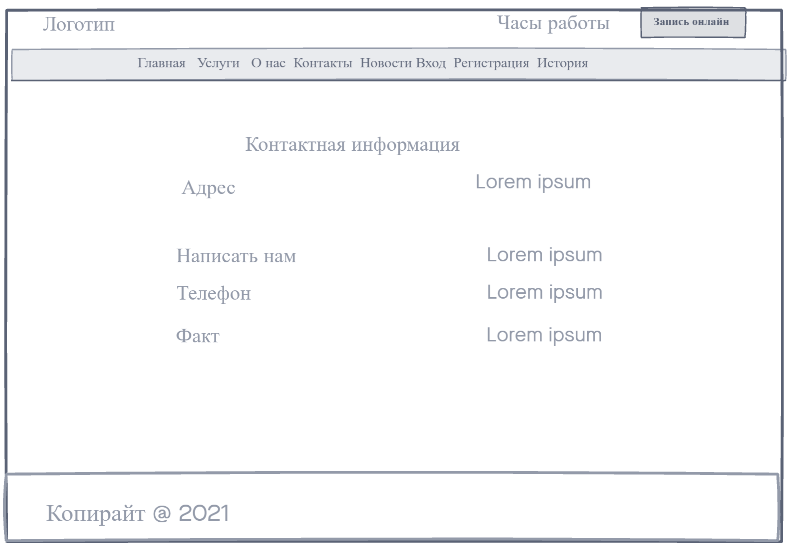 Логотип Часы работы Запись онлайн
Главная Услуги О нас Контакты Новости Вход Регистрация История
Контактная информация
Адрес Lorem ipsum
Написать нам Lorem ipsum
Телефон Lorem ipsum
Факт Lorem ipsum
Копирайт @ 2021